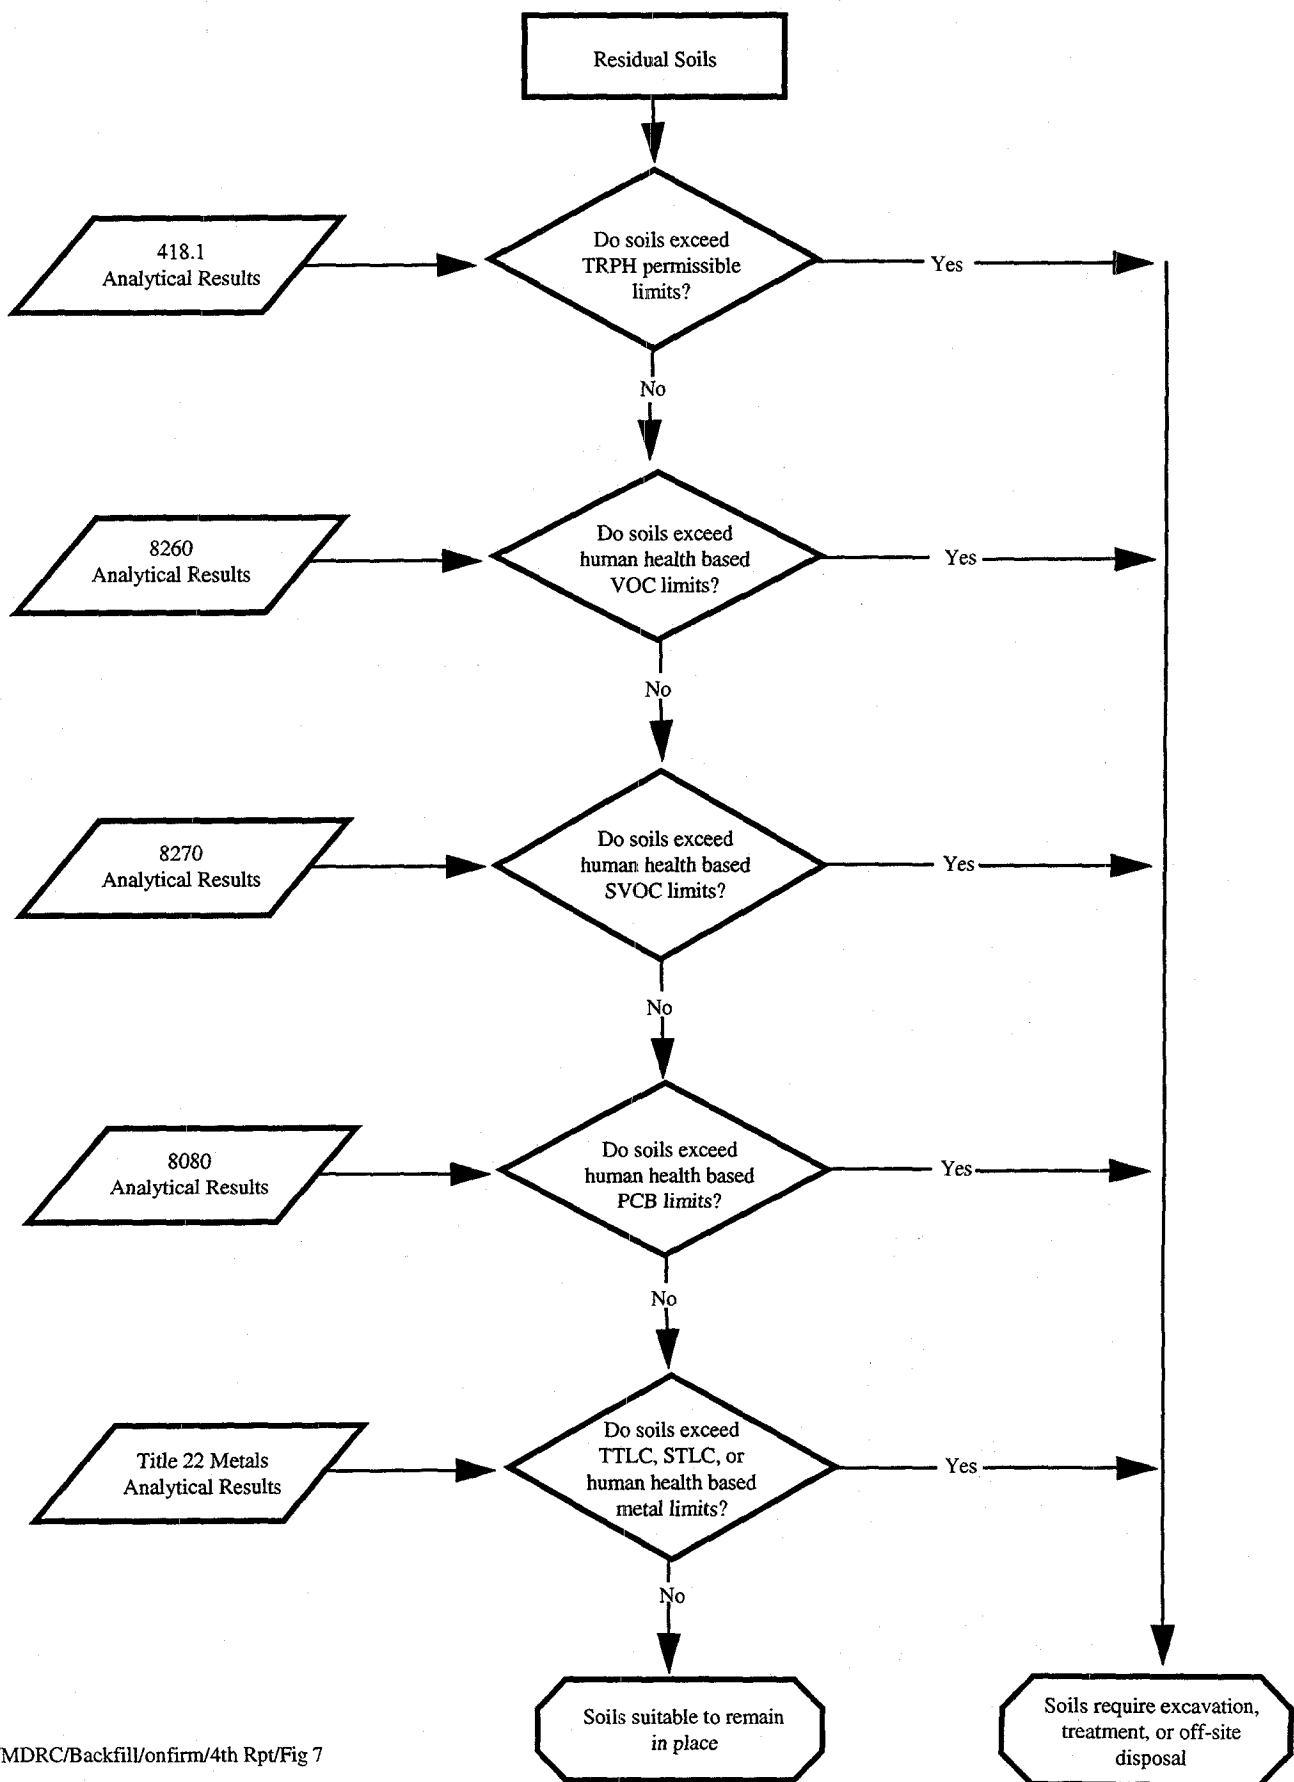 Residual Soils
418.1
Analytical Results
Do soils exceed
TRPH permissible
limits?
Yes
No
8260
Analytical Results
Do soils exceed
human health based
VOC limits?
Yes
No
8270
Analytical Results
Do soils exceed
human health based
SVOC limits?
Yes
No
8080
Analytical Results
Do soils exceed
human health based
PCB limits?
Yes
No
Title 22 Metals
Analytical Results
Do soils exceed
TTLC, STLC, or
human health based
metal limits?
Yes
No
Soils suitable to remain
in place
Soils require excavation,
treatment, or off-site
disposal
MDRC/Backfill/onfirm/4th Rpt/Fig 7